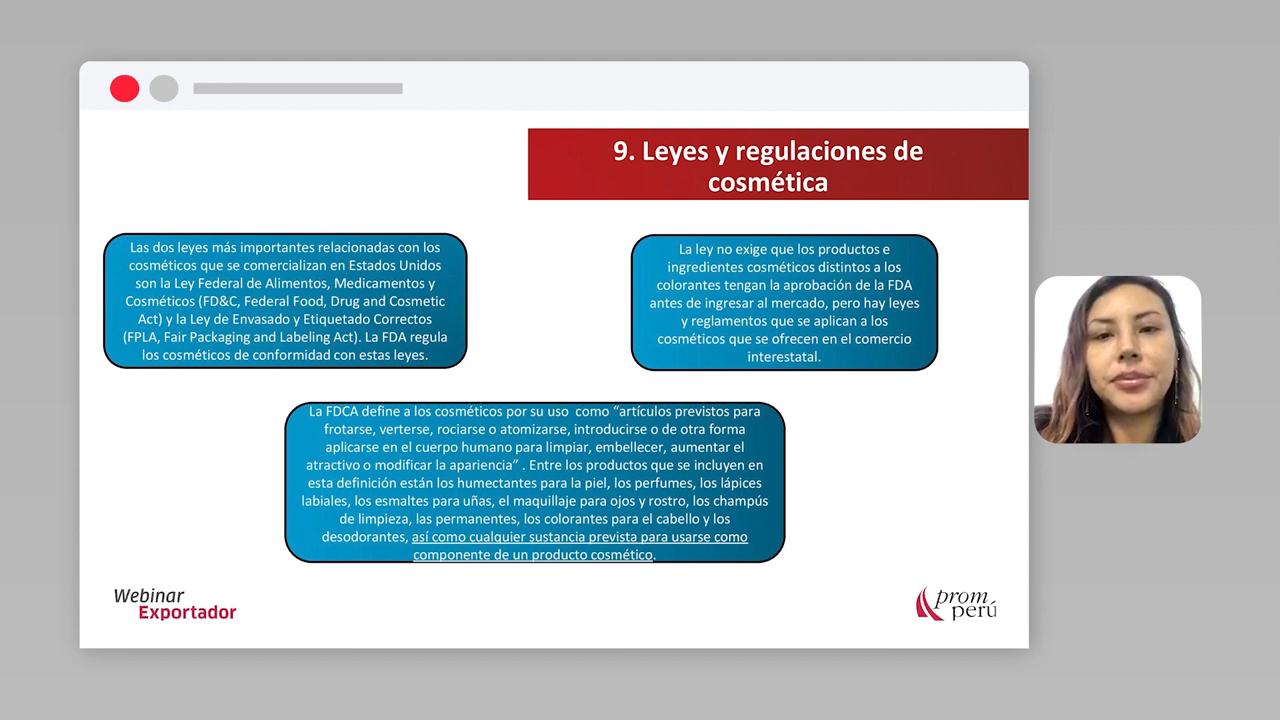 9. Leyes y regulaciones de
cosmética
Las dos leyes más importantes relacionadas con los
cosméticos que se comercializan en Estados Unidos
son la Ley Federal de Alimentos, Medicamentos y
Cosméticos (FD&C, Federal Food, Drug and Cosmetic
Act) y la Ley de Envasado y Etiquetado Correctos
(FPLA, Fair Packaging and Labeling Act). La FDA regula
los cosméticos de conformidad con estas leyes.
La ley no exige que los productos e
ingredientes cosméticos distintos a los
colorantes tengan la aprobación de la FDA
antes de ingresar al mercado, pero hay leyes
y reglamentos que se aplican a los
cosméticos que se ofrecen en el comercio
interestatal.
La FDCA define a los cosméticos por su uso como “artículos previstos para
frotarse, verterse, rociarse o atomizarse, introducirse o de otra forma
aplicarse en el cuerpo humano para limpiar, embellecer, aumentar el
atractivo o modificar la apariencia” . Entre los productos que se incluyen en
esta definición están los humectantes para la piel, los perfumes, los lápices
labiales, los esmaltes para uñas, el maquillaje para ojos y rostro, los champús
de limpieza, las permanentes, los colorantes para el cabello y los
desodorantes, así como cualquier sustancia prevista para usarse como
componente de un producto cosmético.
Webinar
Exportador
prom
perú